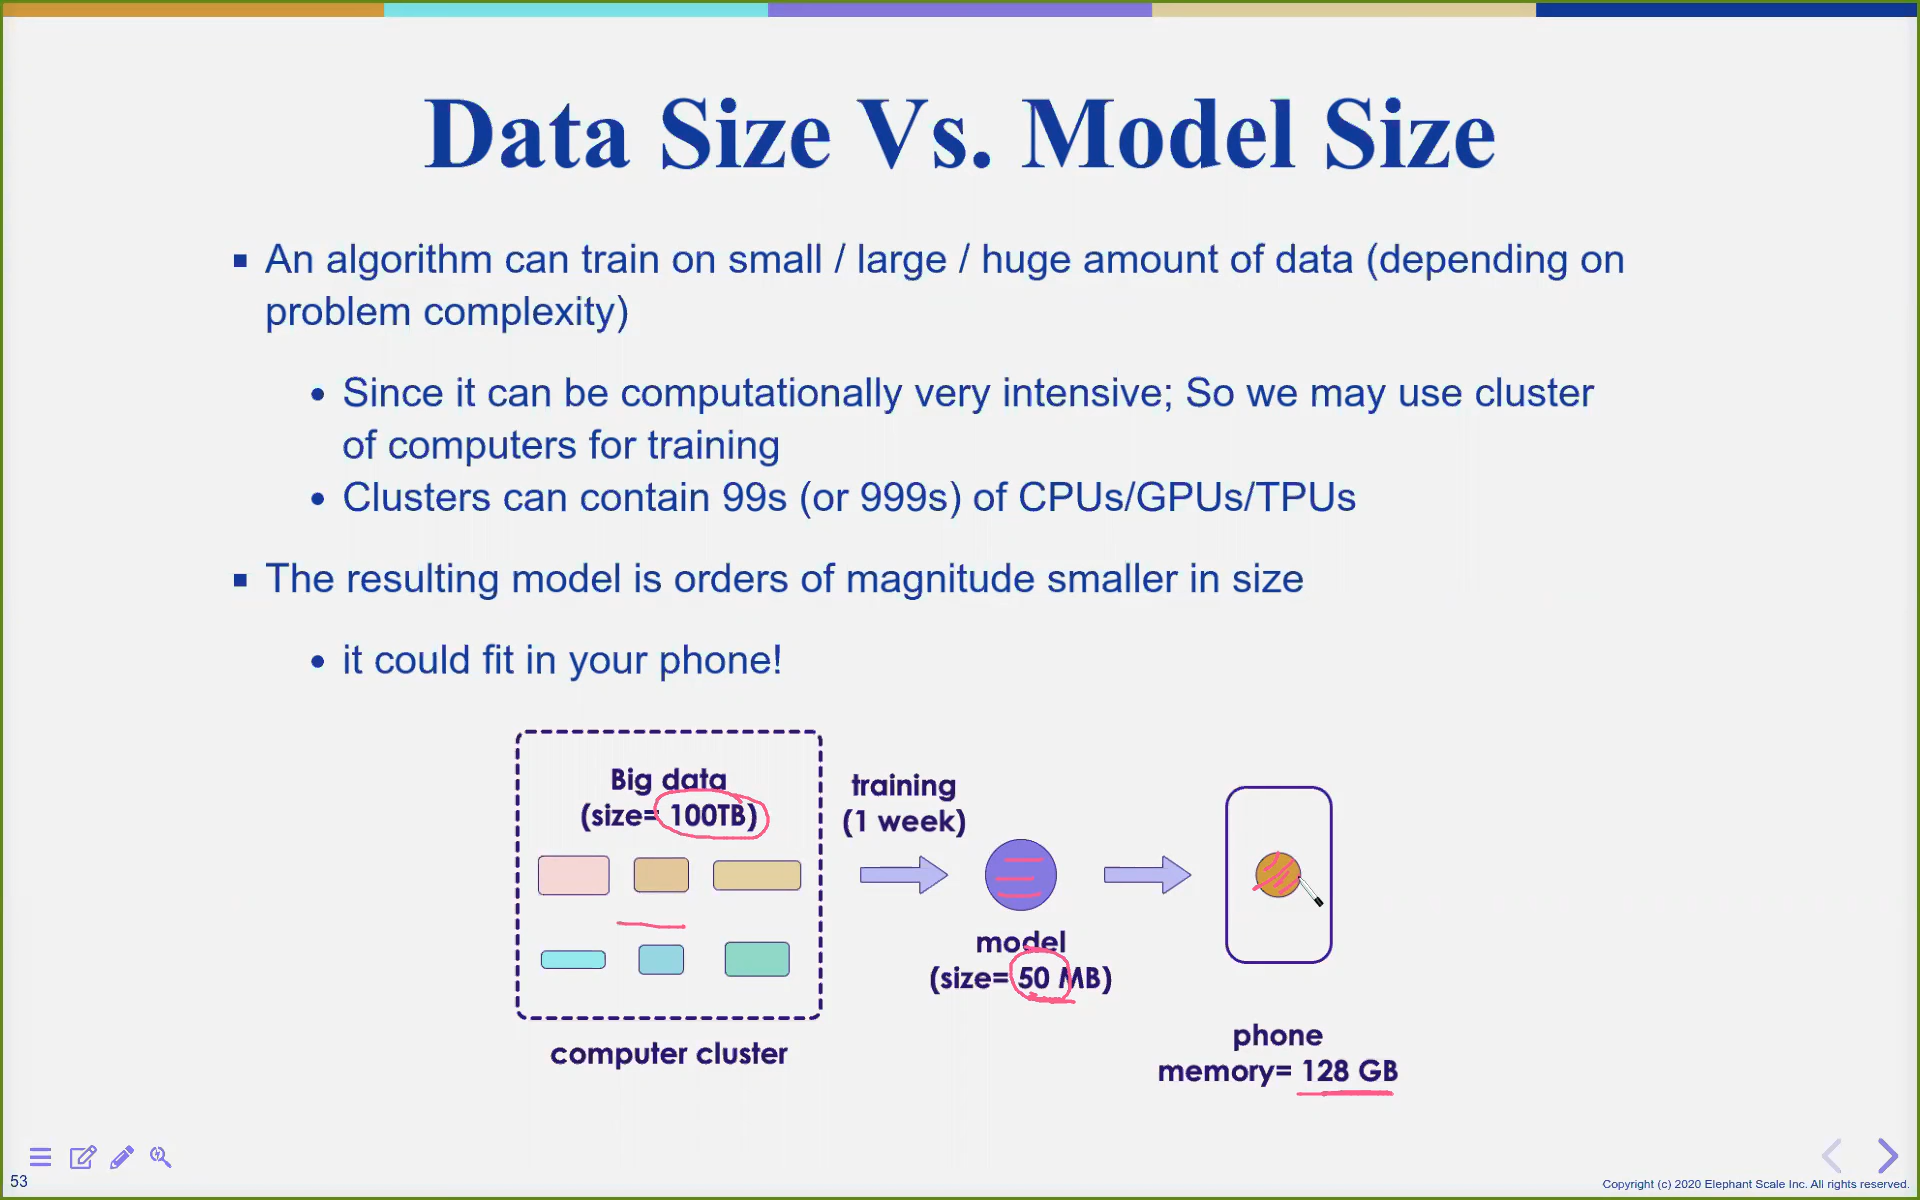 Data Size Vs. Model Size
An algorithm can train on small / large / huge amount of data (depending on
problem complexity)
Since it can be computationally very intensive; So we may use cluster
of computers for training
Clusters can contain 99s (or 999s) of CPUs/GPUs/TPUs
The resulting model is orders of magnitude smaller in size
it could fit in your phone!
Big data
(size= 100TB)
computer cluster
training
(1 week)
model
(size= 50 MB)
phone
memory= 128 GB
53
Copyright (c) 2020 Elephant Scale Inc. All rights reserved.